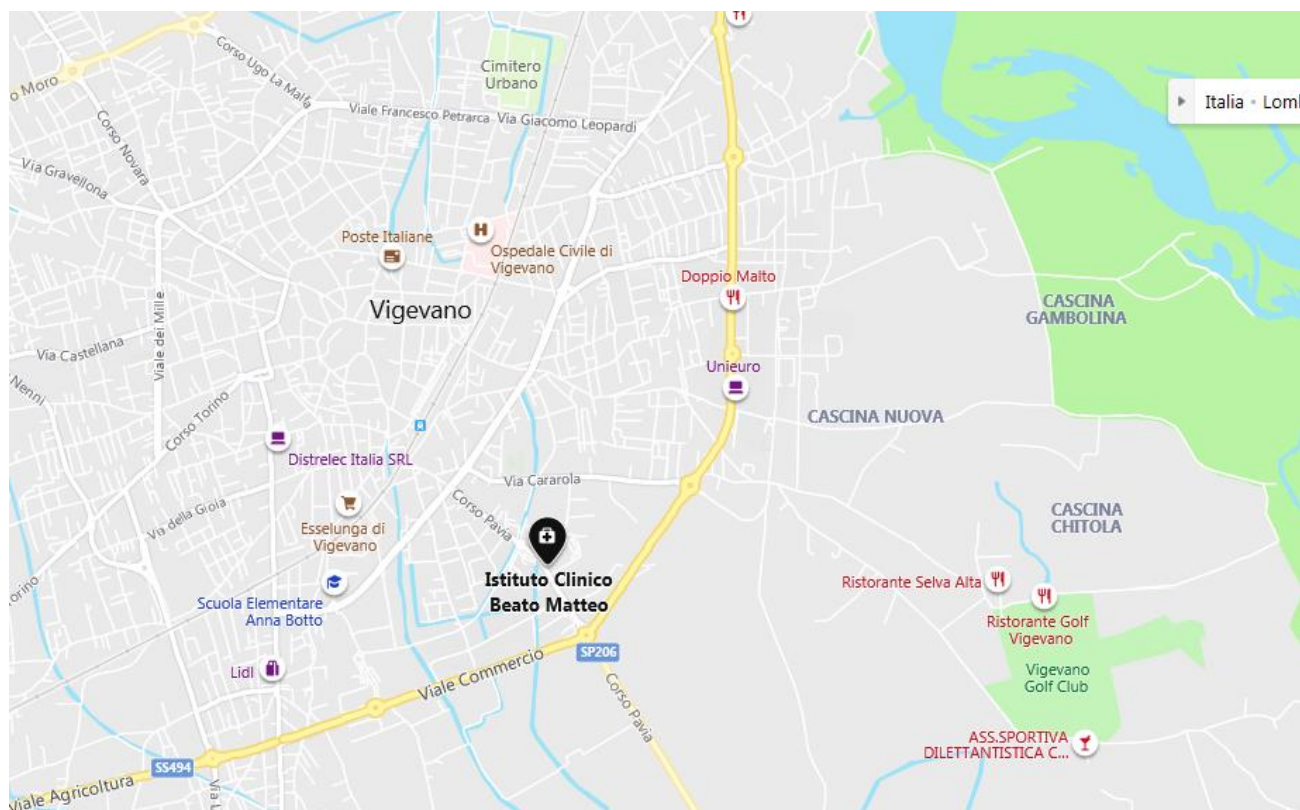 Cimitero
Urbano
Corso Ugo La Malfa
o Moro
Viale Francesco Petrarca
Via Giacomo Leopardi
Italia • Loml
Corso Novara
Via Gravellona
Poste Italiane
Ospedale Civile di
Vigevano
Doppio Malto
Vigevano
CASCINA
GAMBOLINA
Viale dei Mille
Via Castellana
Unieuro
Nenni
CASCINA NUOVA
Corso Torino
Distrelec Italia SRL
Via Cararola
Corso Pavia
Via della Gioia
Esselunga di
Vigevano
CASCINA
CHITOLA
Istituto Clinico
Beato Matteo
Ristorante Selva Alta
Torino
Scuola Elementare
Anna Botto
Ristorante Golf
Vigevano
SP206
Lidl
Viale Commercio
Vigevano
Golf Club
Corso Pavia
ASS.SPORTIVA
DILETTANTISTICA C...
SS494
Viale Agricoltura
Via L